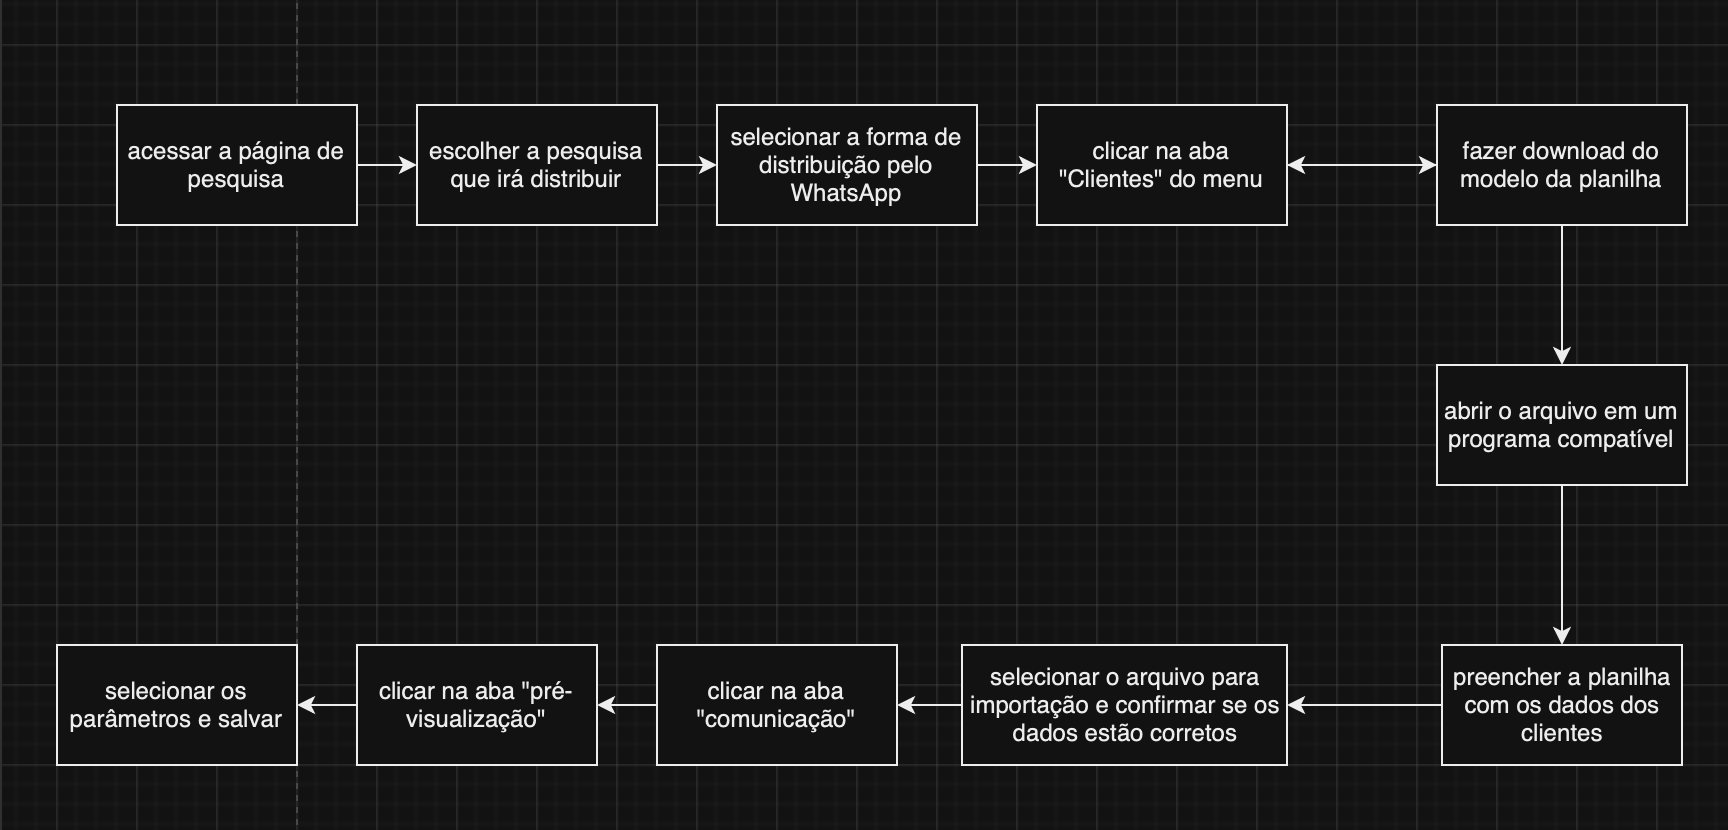 acessar a página de
pesquisa
escolher a pesquisa
que irá distribuir
selecionar a forma de
distribuição pelo
WhatsApp
clicar na aba
"Clientes" do menu
fazer download do
modelo da planilha
abrir o arquivo em um
programa compatível
preencher a planilha
com os dados dos
clientes
selecionar o arquivo para
importação e confirmar se os
dados estão corretos
clicar na aba
"comunicação"
clicar na aba "pré-
visualização"
selecionar os
parâmetros e salvar